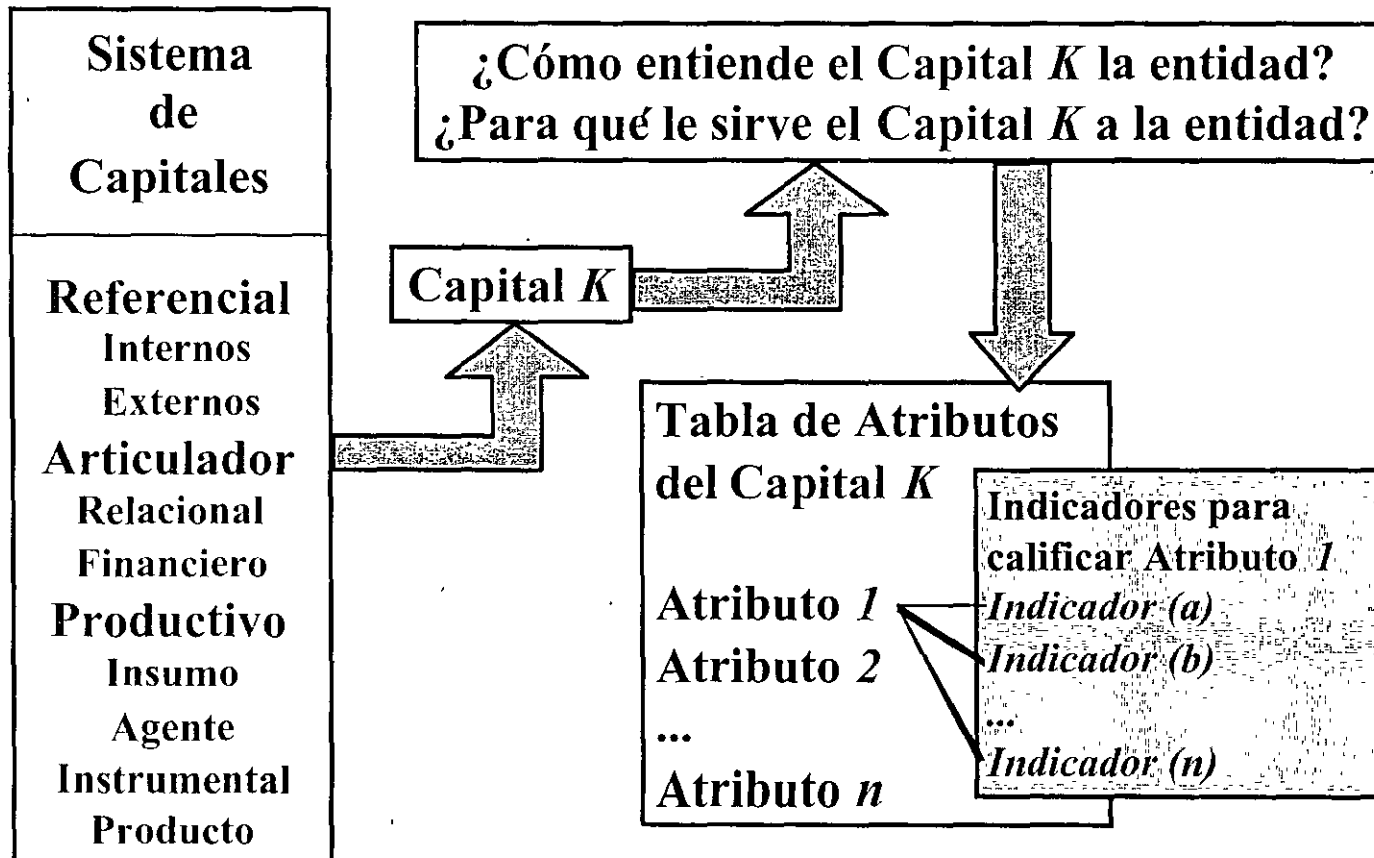 Sistema
de
Capitales
Referencial
Internos
Externos
Articulador
Relacional
Financiero
Productivo
Insumo
Agente
Instrumental
Producto
Capital K
¿Cómo entiende el Capital K la entidad?
¿Para qué le sirve el Capital K a la entidad?
Tabla de Atributos
del Capital K
Atributo 1
Atributo 2
...
Atributo n
Indicadores para
calificar Atributo 1
Indicador (a)
Indicador (b)
...
Indicador (n)